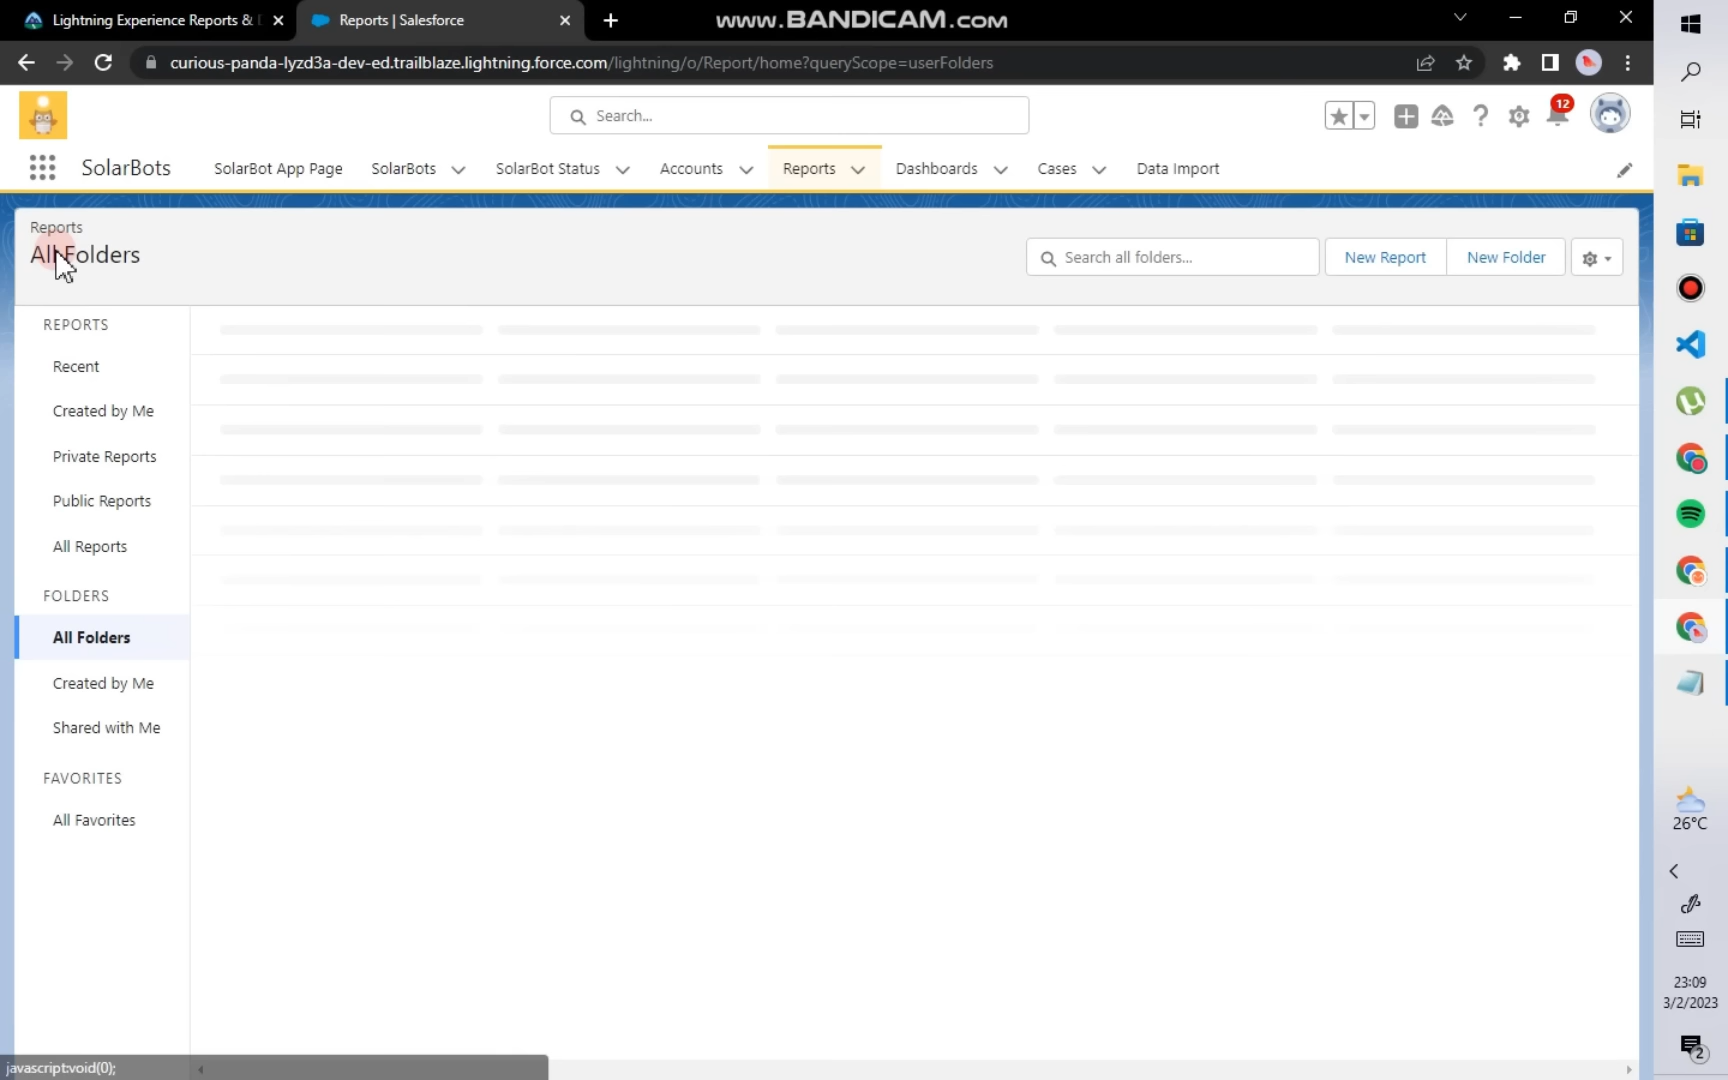 Lightning Experience Reports &
Reports | Salesforce
www.BANDICAM.com
curious-panda-lyzd3a-dev-ed.trailblaze.lightning.force.com/lightning/o/Report/home?queryScope=userFolders
Search...
12
SolarBots
SolarBot App Page
SolarBots
SolarBot Status
Accounts
Reports
Dashboards
Cases
Data Import
Reports
All Folders
Search all folders...
New Report
New Folder
REPORTS
Recent
Created by Me
Private Reports
Public Reports
All Reports
FOLDERS
All Folders
Created by Me
Shared with Me
FAVORITES
All Favorites
javascript:void(0);
26°C
23:09
3/2/2023
2